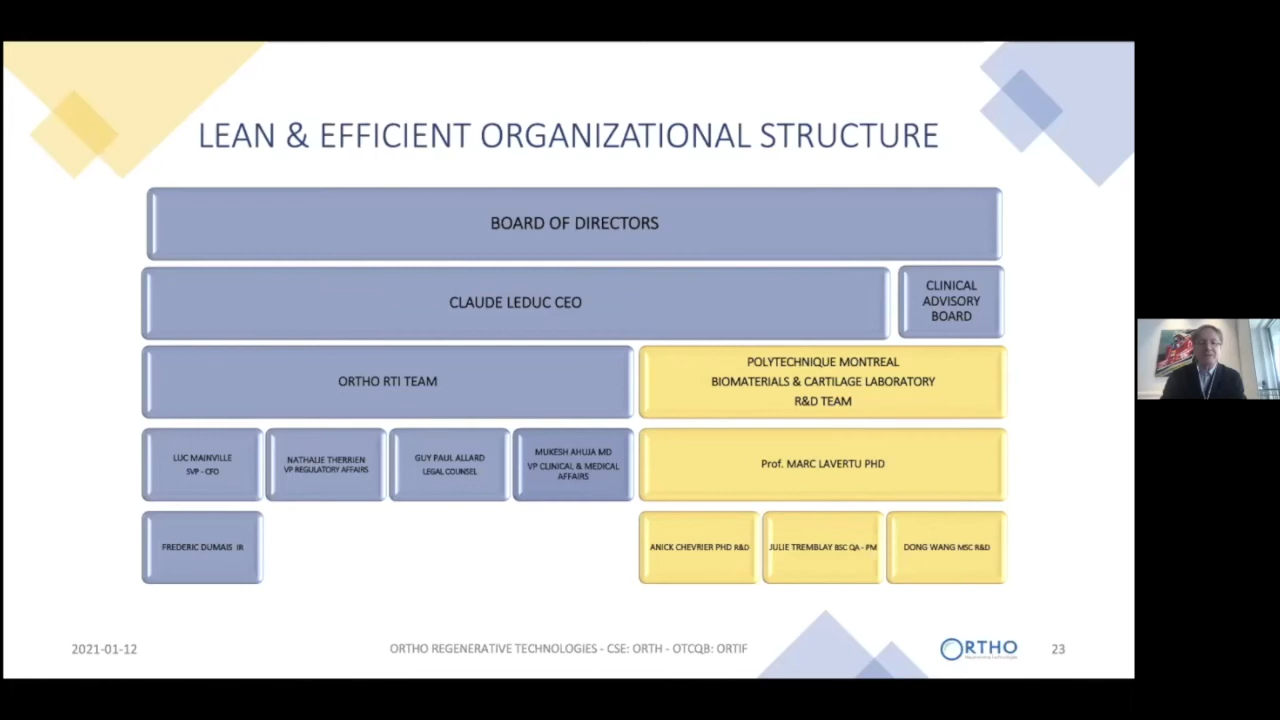 LEAN & EFFICIENT ORGANIZATIONAL STRUCTURE
BOARD OF DIRECTORS
CLAUDE LEDUC CEO
CLINICAL
ADVISORY
BOARD
ORTHO RTI TEAM
POLYTECHNIQUE MONTREAL
BIOMATERIALS & CARTILAGE LABORATORY
R&D TEAM
LUC MAINVILLE
SVP - CFO
NATHALIE THERRIEN
VP REGULATORY AFFAIRS
GUY PAUL ALLARD
LEGAL COUNSEL
MUKESH AHUJA MD
VP CLINICAL & MEDICAL
AFFAIRS
Prof. MARC LAVERTU PHD
FREDERIC DUMAIS IR
ANICK CHEVRIER PHD R&D
JULIE TREMBLAY BSC QA - PM
DONG WANG MSC R&D
2021-01-12
ORTHO REGENERATIVE TECHNOLOGIES - CSE: ORTH - OTCQB: ORTIF
ORTHO
23